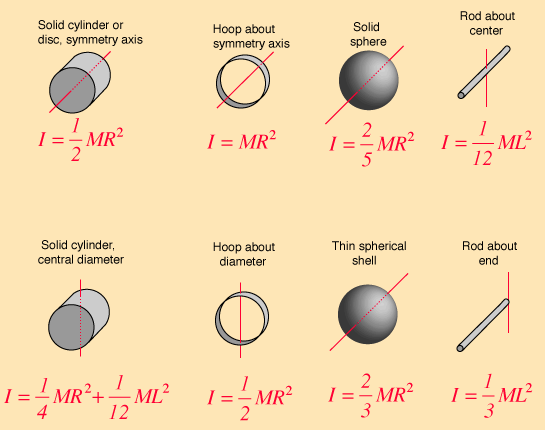 Solid cylinder or
disc, symmetry axis
I = 1/2 MR²
Hoop about
symmetry axis
I = MR²
Solid
sphere
I = 2/5 MR²
Rod about
center
I = 1/12 ML²
Solid cylinder,
central diameter
I = 1/4 MR² + 1/12 ML²
Hoop about
diameter
I = 1/2 MR²
Thin spherical
shell
I = 2/3 MR²
Rod about
end
I = 1/3 ML²